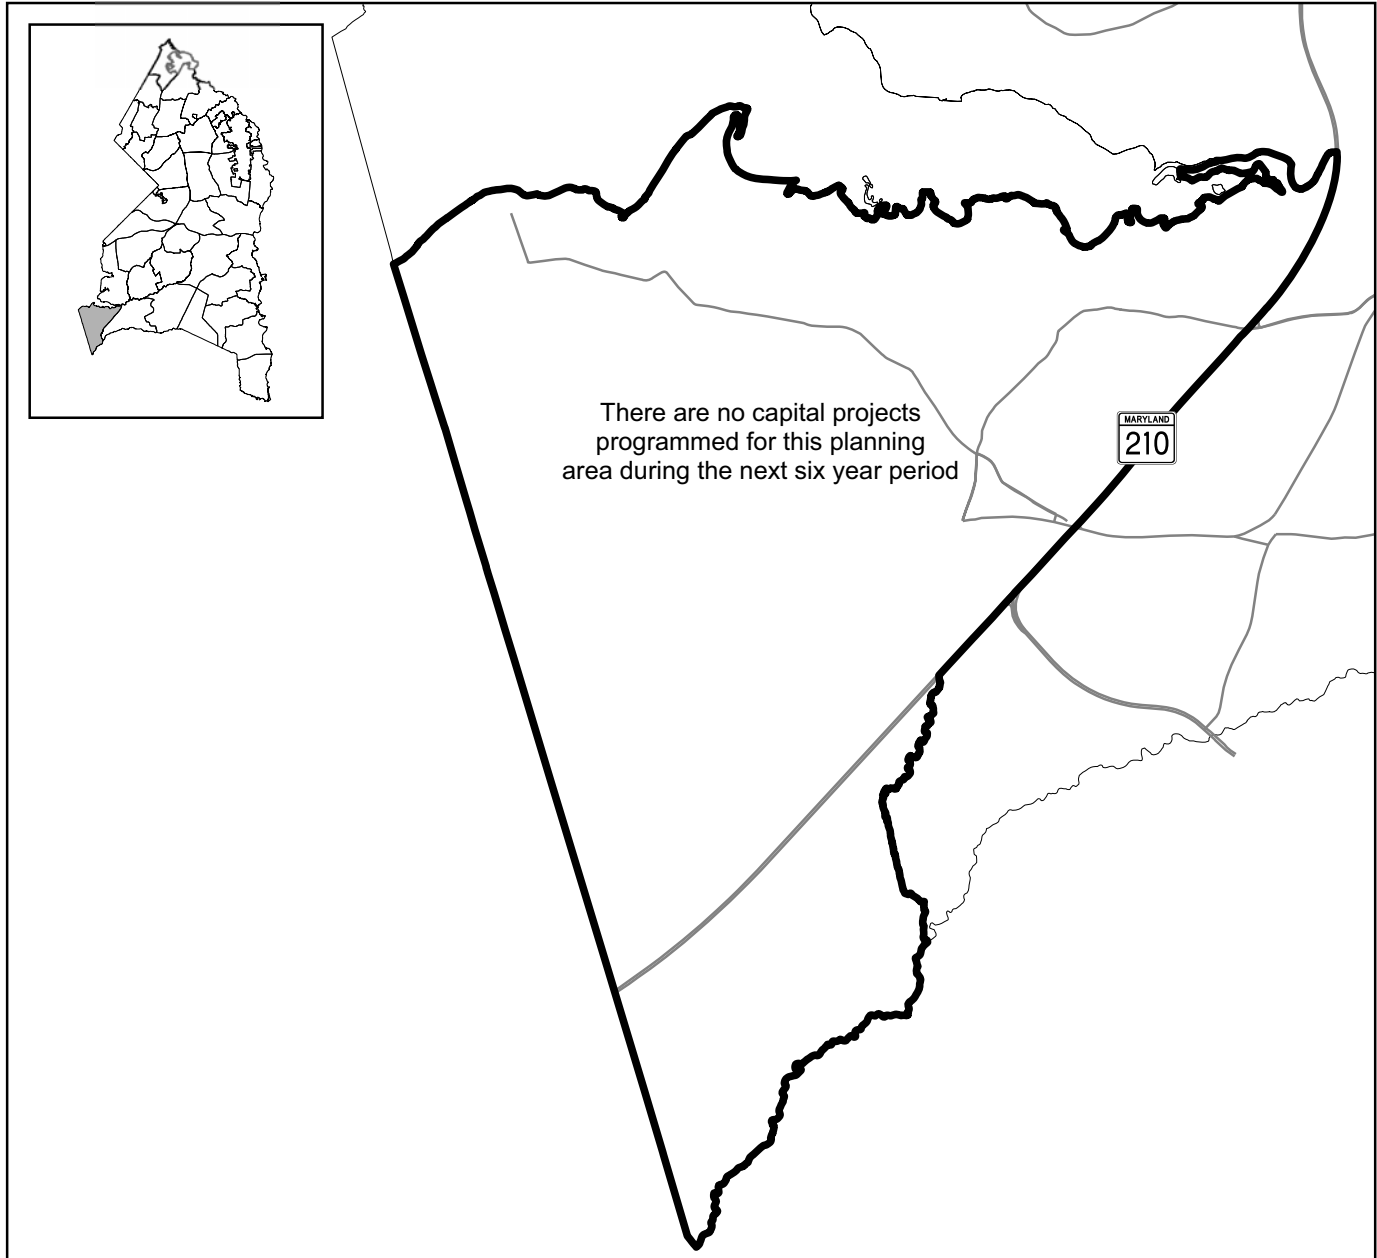 There are no capital projects
programmed for this planning
area during the next six year period
MARYLAND
210